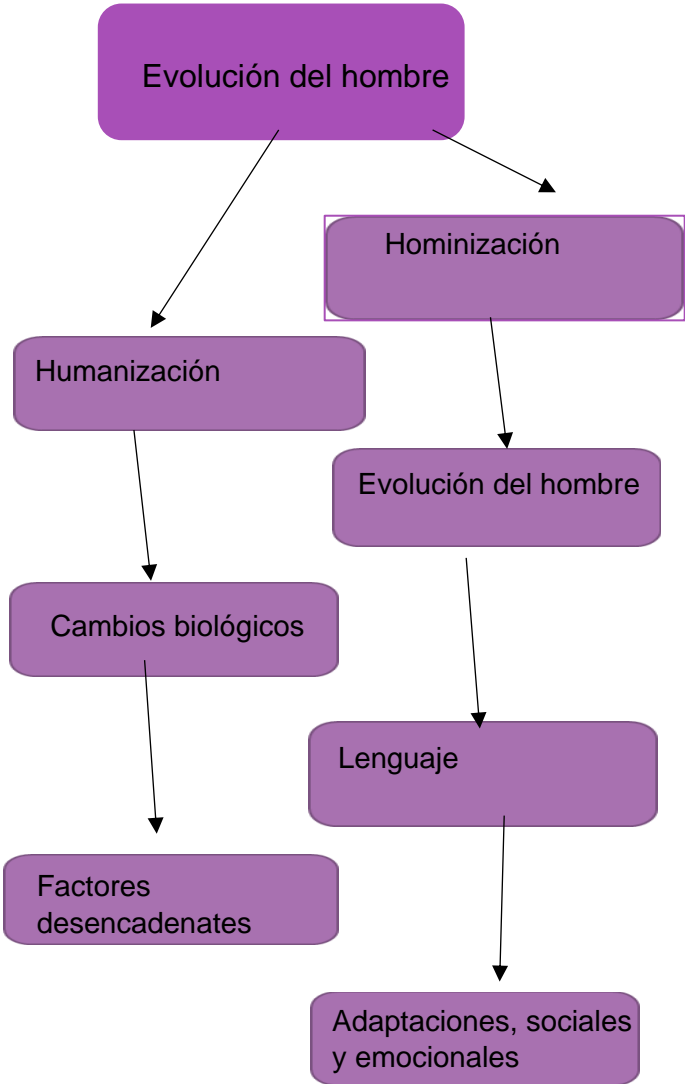 Evolución del hombre
Hominización
Humanización
Evolución del hombre
Cambios biológicos
Lenguaje
Factores
desencadenates
Adaptaciones, sociales
y emocionales